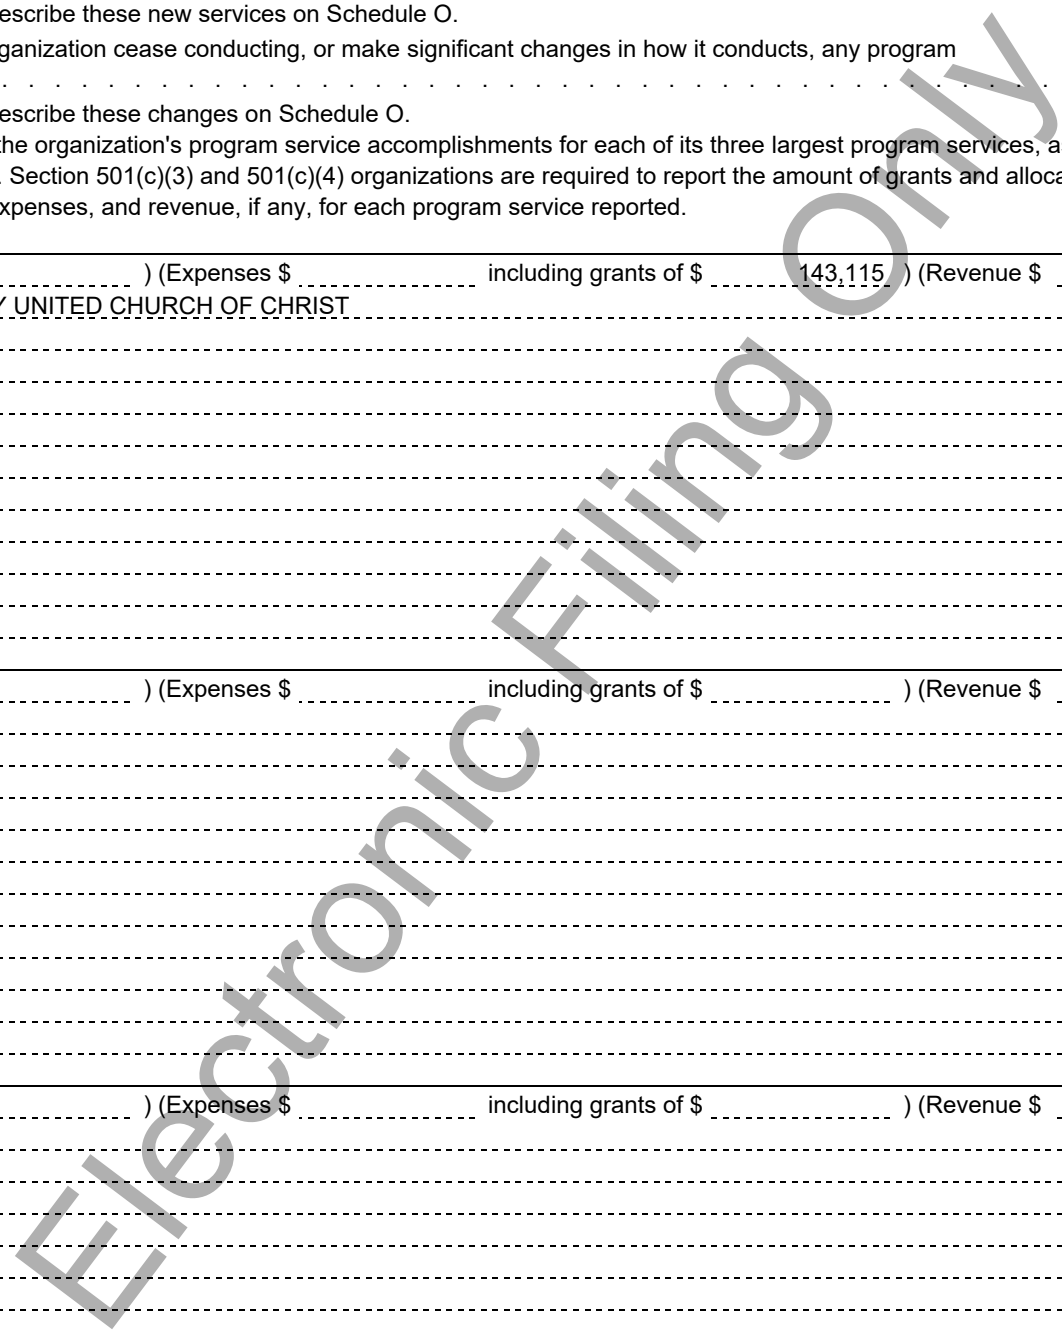 escribe these new services on Schedule O.
ganization cease conducting, or make significant changes in how it conducts, any program
escribe these changes on Schedule O.
the organization's program service accomplishments for each of its three largest program services, a
. Section 501(c)(3) and 501(c)(4) organizations are required to report the amount of grants and alloca
xpenses, and revenue, if any, for each program service reported.
) (Expenses $ including grants of $ 143,115 ) (Revenue $
Y UNITED CHURCH OF CHRIST
) (Expenses $ including grants of $ ) (Revenue $
) (Expenses $ including grants of $ ) (Revenue $
Electronic Filing Only